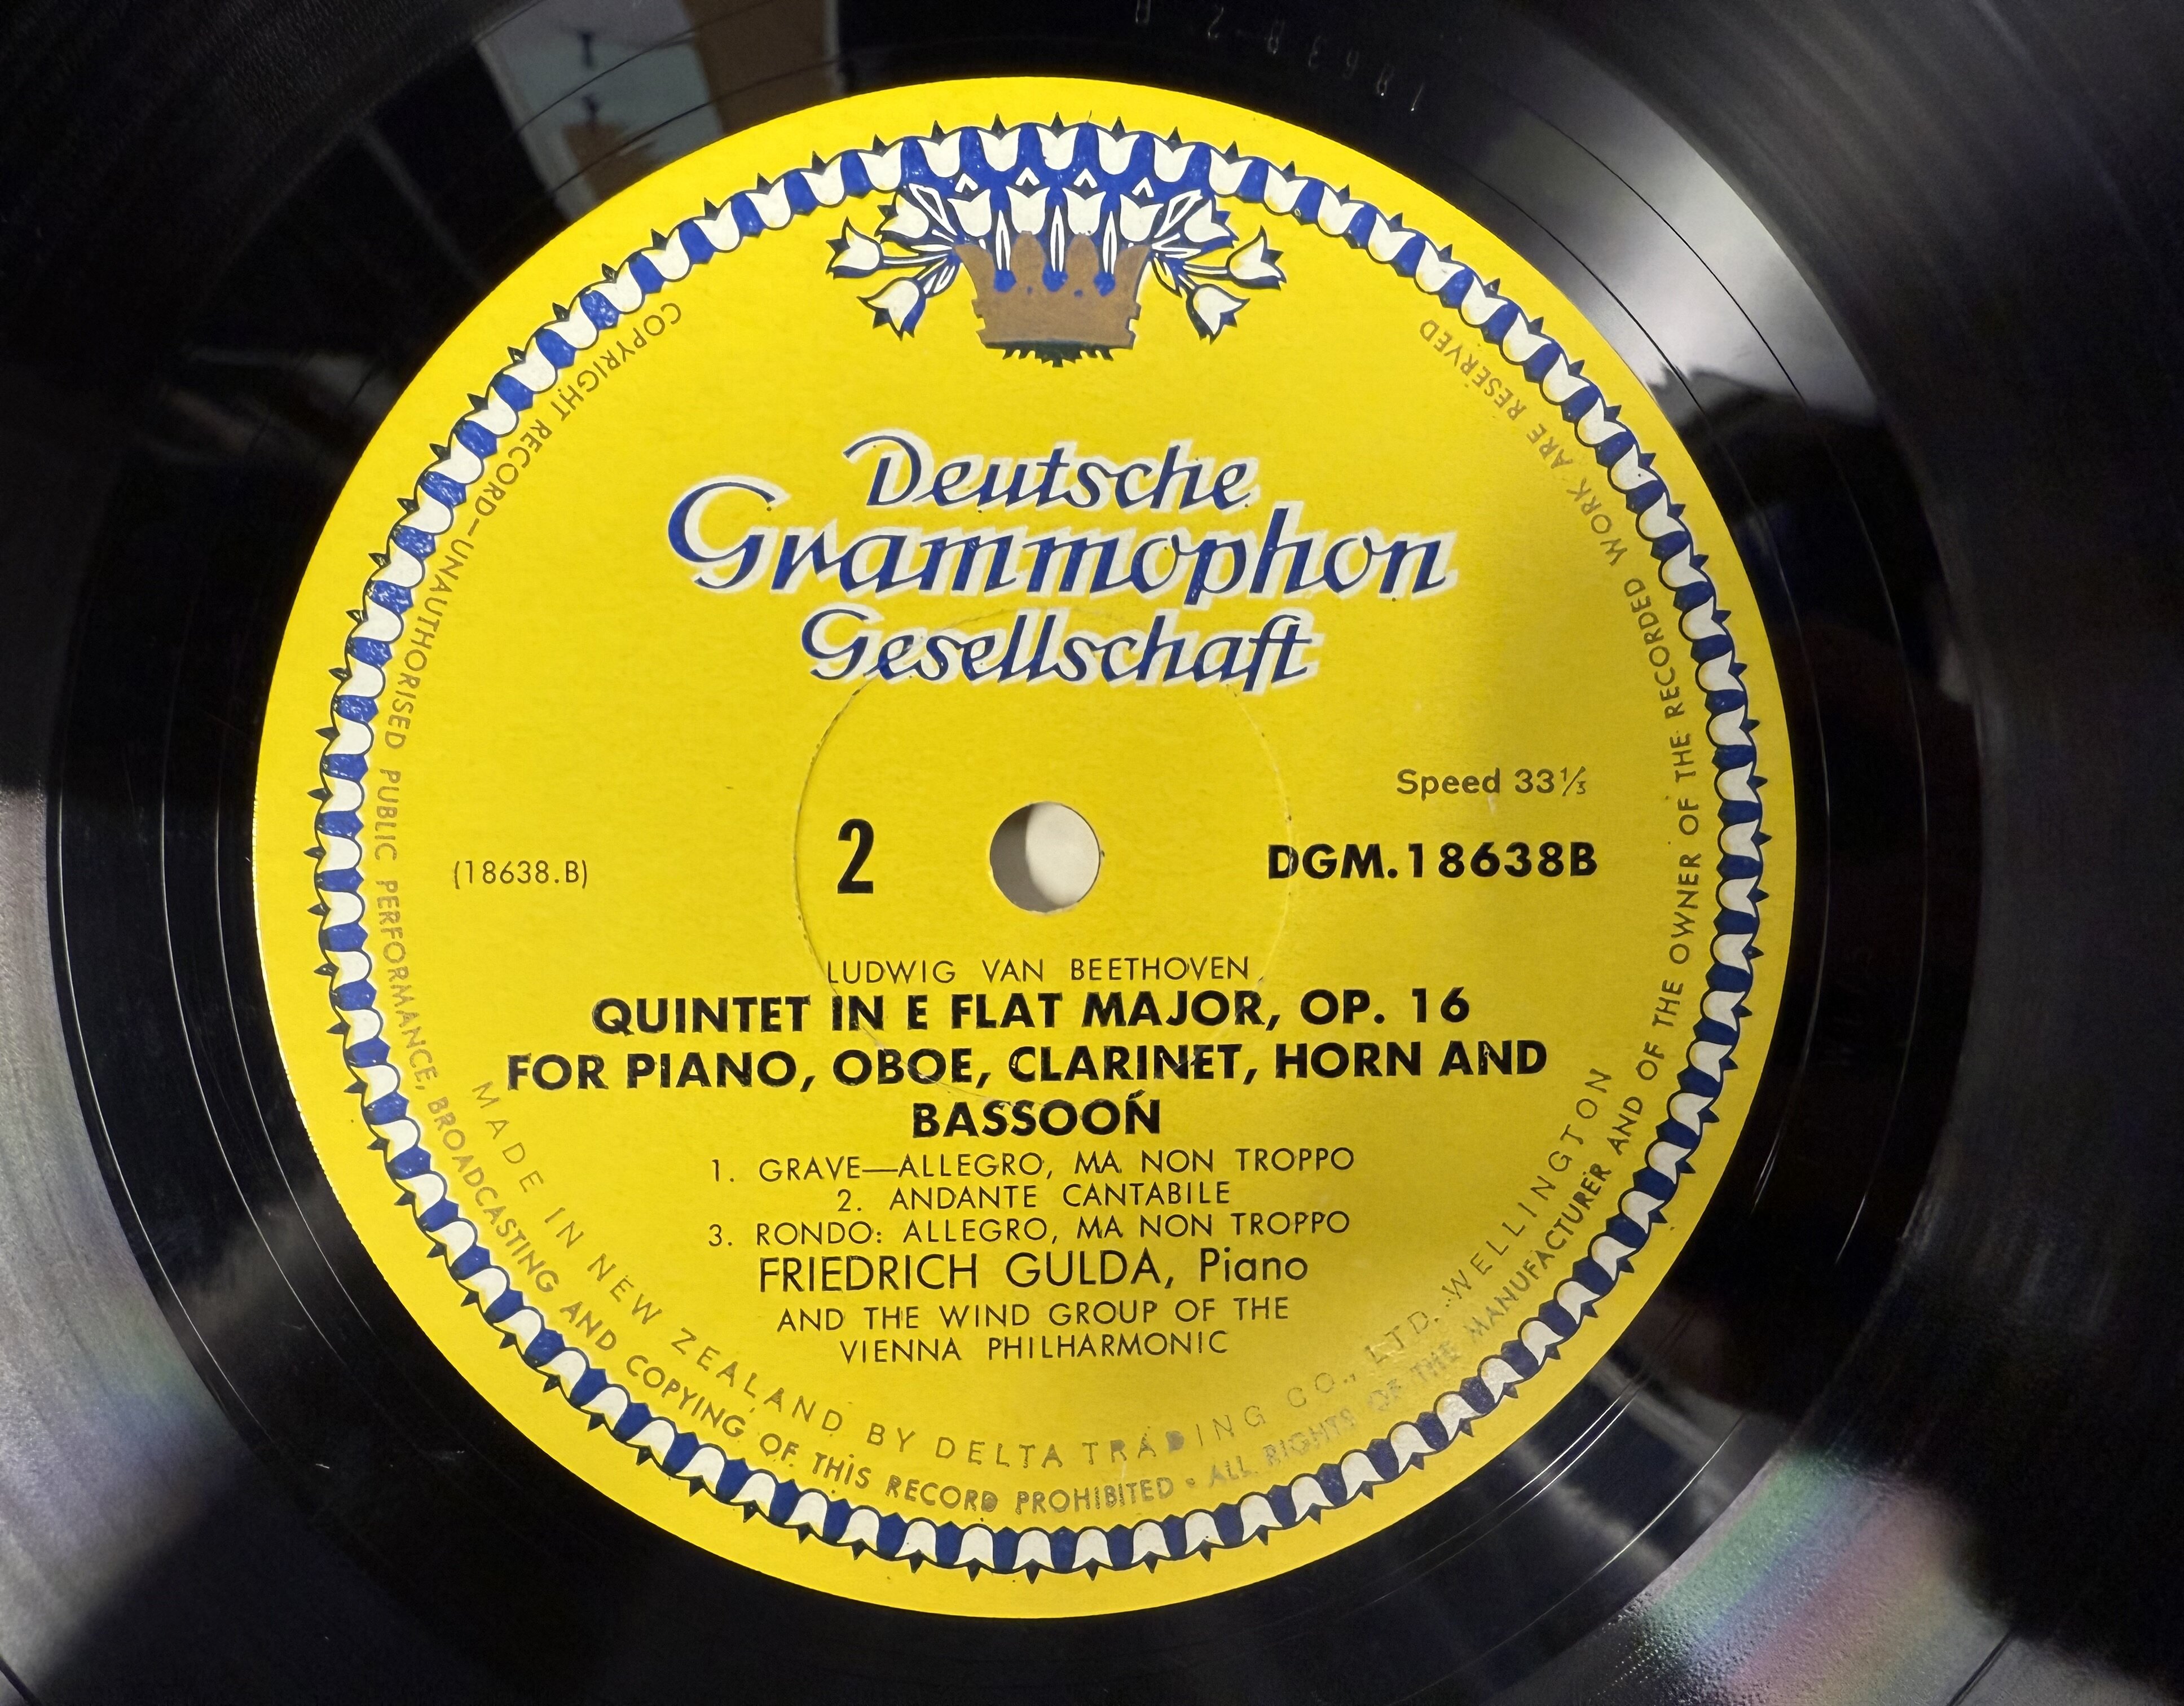 Deutsche
Grammophon
Gesellschaft
Speed 33⅓
2
DGM.18638B
(18638.B)
LUDWIG VAN BEETHOVEN
QUINTET IN E FLAT MAJOR, OP. 16
FOR PIANO, OBOE, CLARINET, HORN AND
BASSOON
1. GRAVE—ALLEGRO, MA NON TROPPO
2. ANDANTE CANTABILE
3. RONDO: ALLEGRO, MA NON TROPPO
FRIEDRICH GULDA, Piano
AND THE WIND GROUP OF THE
VIENNA PHILHARMONIC
MADE IN NEW ZEALAND BY DELTA TRADING CO., LTD. WELLINGTON
COPYRIGHT RECORD—UNAUTHORISED PUBLIC PERFORMANCE, BROADCASTING AND COPYING OF THIS RECORD PROHIBITED • ALL RIGHTS OF THE MANUFACTURER AND OF THE OWNER OF THE RECORDED WORK ARE RESERVED